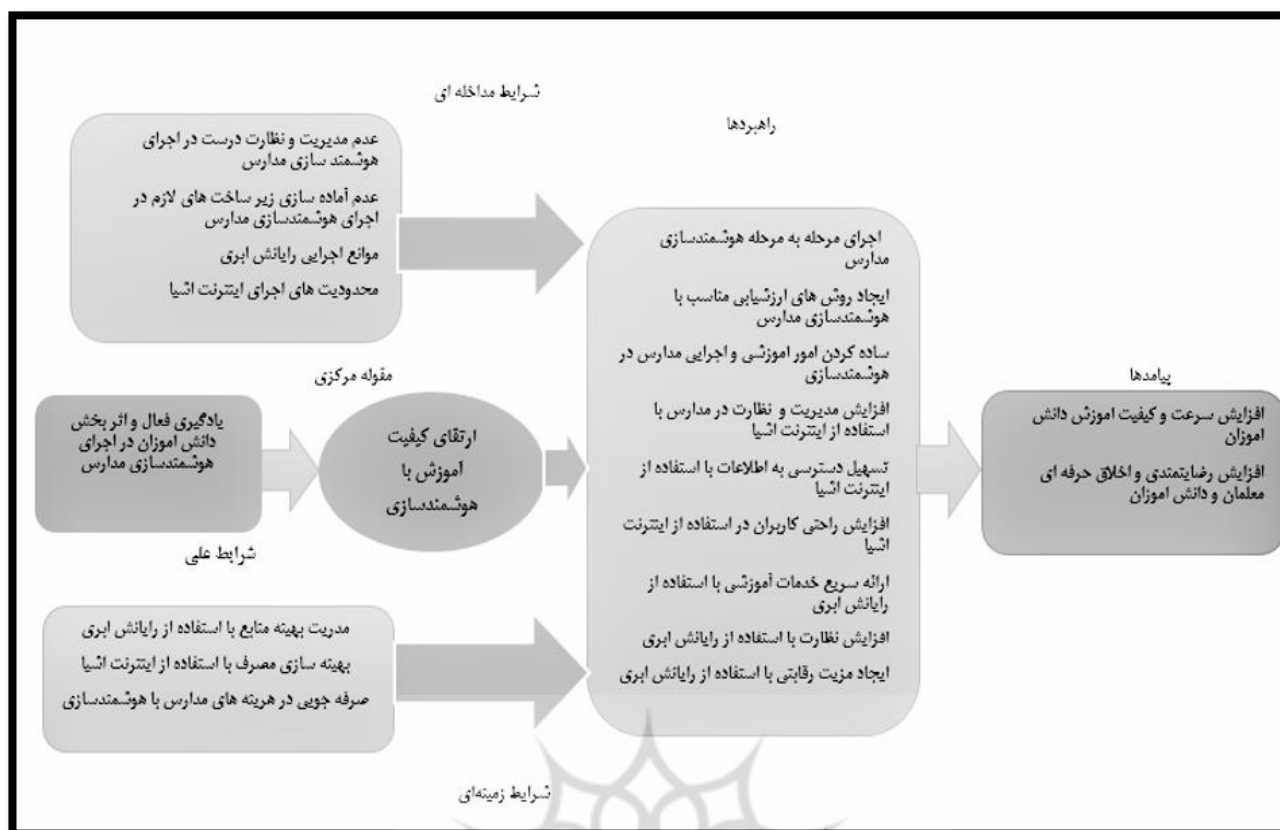 شرایط مداخله ای
عدم مدیریت و نظارت درست در اجرای
هوشمند سازی مدارس
عدم آماده سازی زیر ساخت های لازم در
اجرای هوشمندسازی مدارس
موانع اجرایی رایانش ابری
محدودیت های اجرای اینترنت اشیا
راهبردها
اجرای مرحله به مرحله هوشمندسازی
مدارس
ایجاد روش های ارزشیابی مناسب با
هوشمندسازی مدارس
ساده کردن امور اموزشی و اجرایی مدارس در
هوشمندسازی
افزایش مدیریت و نظارت در مدارس با
استفاده از اینترنت اشیا
تسهیل دسترسی به اطلاعات با استفاده از
اینترنت اشیا
افزایش راحتی کاربران در استفاده از اینترنت
اشیا
ارائه سریع خدمات آموزشی با استفاده از
رایانش ابری
افزایش نظارت با استفاده از رایانش ابری
ایجاد مزیت رقابتی با استفاده از رایانش ابری
مقوله مرکزی
ارتقای کیفیت
آموزش با
هوشمندسازی
یادگیری فعال و اثر بخش
دانش اموزان در اجرای
هوشمندسازی مدارس
شرایط علی
پیامدها
افزایش سرعت و کیفیت اموزش دانش
اموزان
افزایش رضایتمندی و اخلاق حرفه ای
معلمان و دانش اموزان
مدریت بهینه منابع با استفاده از رایانش ابری
بهینه سازی مصرف با استفاده از اینترنت اشیا
صرفه جویی در هزینه های مدارس با هوشمندسازی
شرایط زمینه‌ای